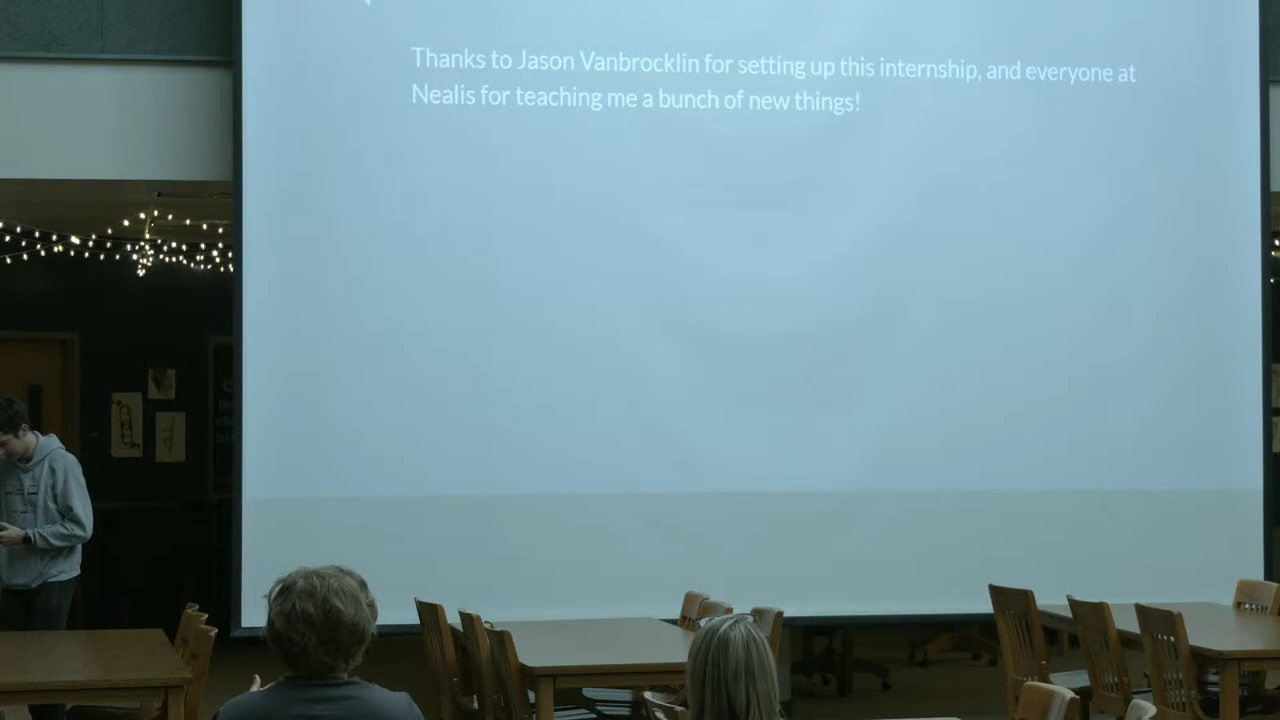 Thanks to Jason Vanbrocklin for setting up this internship, and everyone at
Nealis for teaching me a bunch of new things!